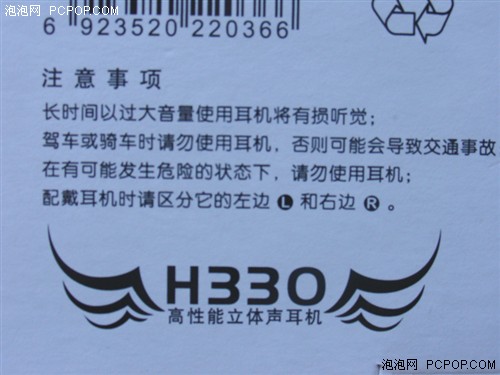 泡泡网 PCPOP.COM
6 923520 220366
注意事项
长时间以过大音量使用耳机将有损听觉；
驾车或骑车时请勿使用耳机，否则可能会导致交通事故
在有可能发生危险的状态下，请勿使用耳机；
配戴耳机时请区分它的左边 L 和右边 R 。
H330
高性能立体声耳机
泡泡网 PCPOP.COM